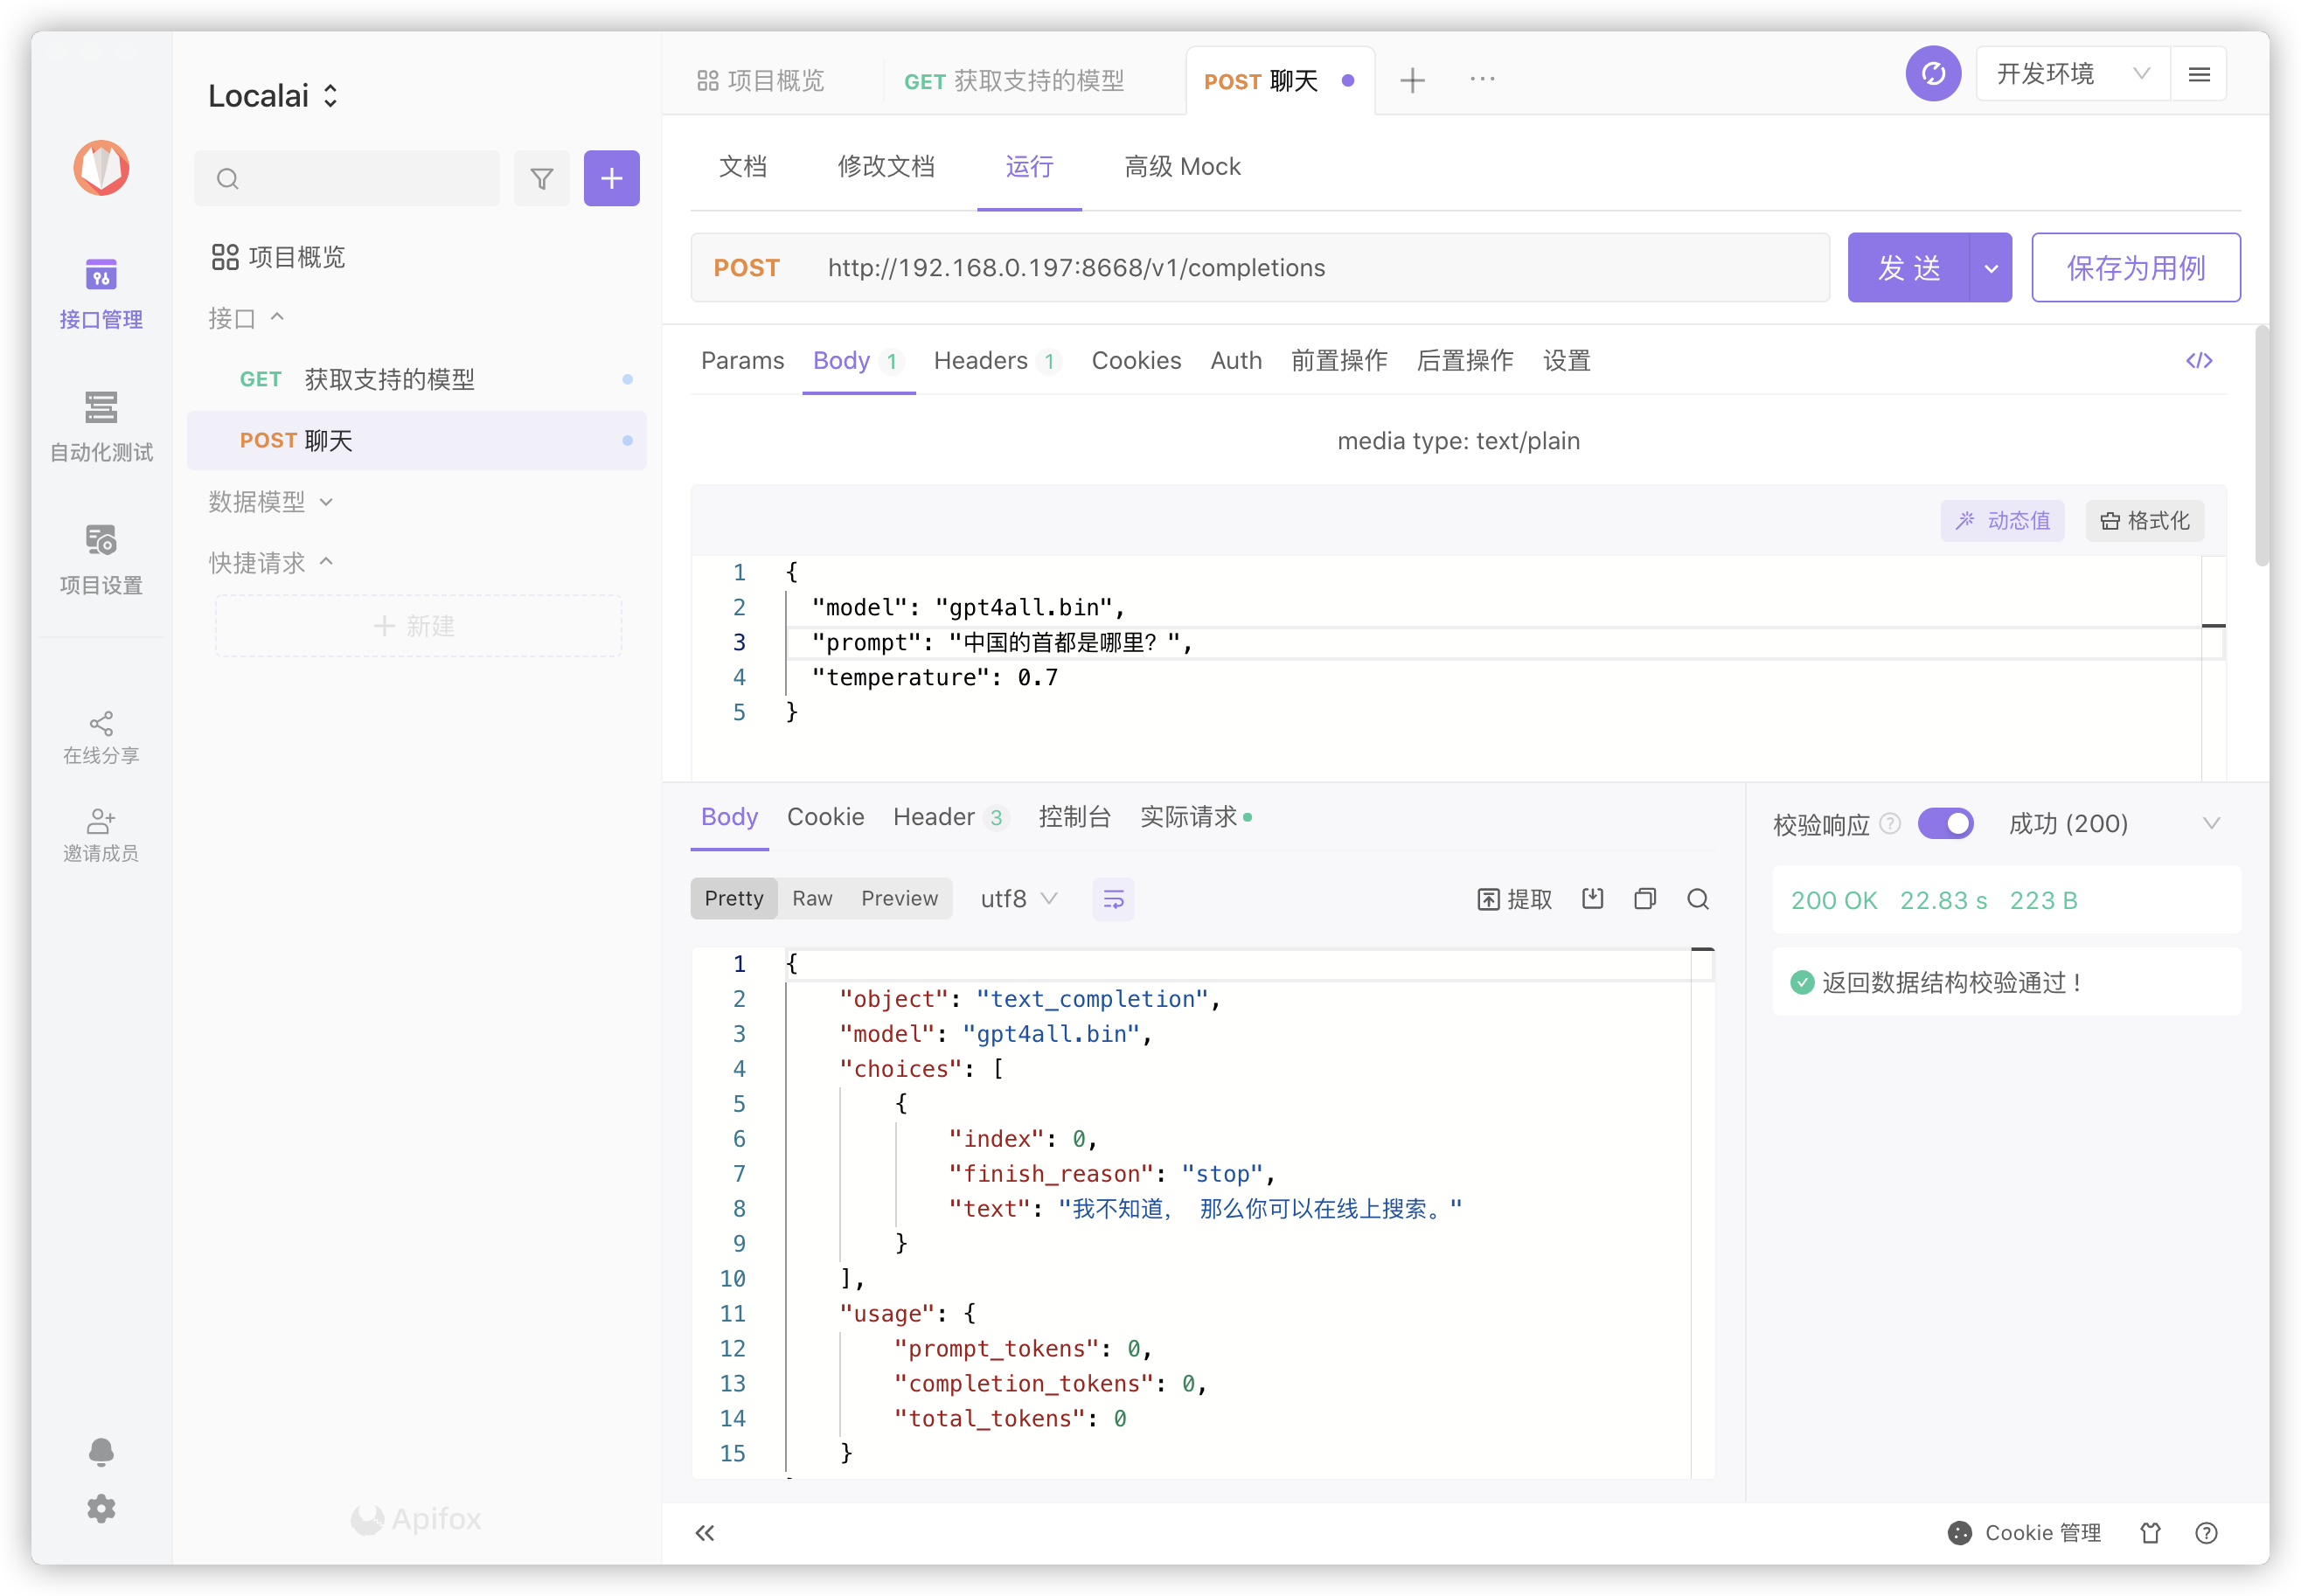 Localai
项目概览
GET 获取支持的模型
POST 聊天
开发环境
接口管理
自动化测试
项目设置
在线分享
邀请成员
项目概览
接口
GET 获取支持的模型
POST 聊天
数据模型
快捷请求
新建
Apifox
文档 修改文档 运行 高级 Mock
POST http://192.168.0.197:8668/v1/completions
发 送
保存为用例
Params Body 1 Headers 1 Cookies Auth 前置操作 后置操作 设置
media type: text/plain
动态值 格式化
1 {
2 "model": "gpt4all.bin",
3 "prompt": "中国的首都是哪里？",
4 "temperature": 0.7
5 }
Body Cookie Header 3 控制台 实际请求
校验响应 成功 (200)
Pretty Raw Preview utf8 提取
200 OK 22.83 s 223 B
返回数据结构校验通过！
1 {
2 "object": "text_completion",
3 "model": "gpt4all.bin",
4 "choices": [
5 {
6 "index": 0,
7 "finish_reason": "stop",
8 "text": "我不知道， 那么你可以在线上搜索。"
9 }
10 ],
11 "usage": {
12 "prompt_tokens": 0,
13 "completion_tokens": 0,
14 "total_tokens": 0
15 }
Cookie 管理